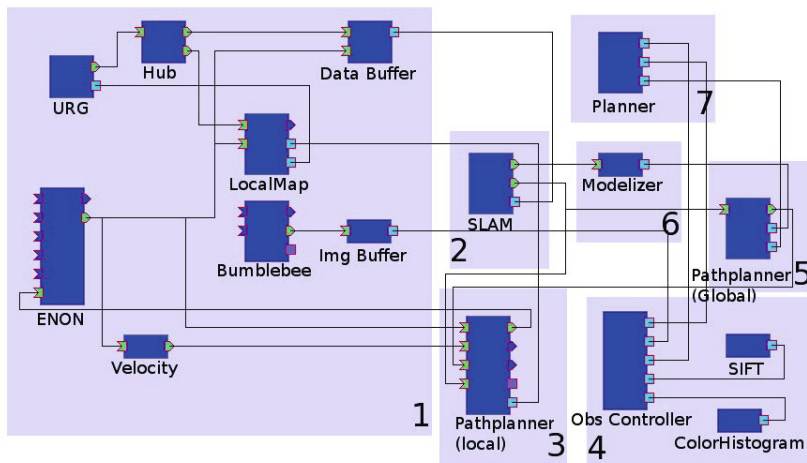 Hub
Data Buffer
URG
LocalMap
Bumblebee
Img Buffer
ENON
Velocity
1
SLAM
2
Pathplanner
(local)
3
Planner
7
Modelizer
6
Pathplanner
(Global)
5
Obs Controller
SIFT
ColorHistogram
4